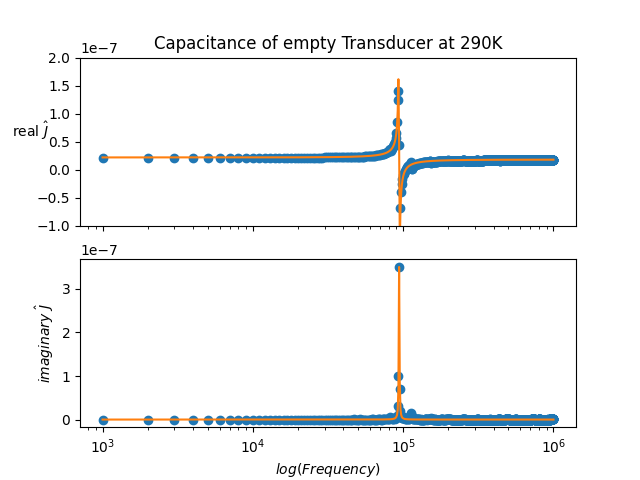 Capacitance of empty Transducer at 290K
1e−7
2.0
1.5
1.0
0.5
0.0
−0.5
−1.0
real Ĵ
1e−7
3
2
1
0
imaginary Ĵ
10³ 10⁴ 10⁵ 10⁶
log(Frequency)